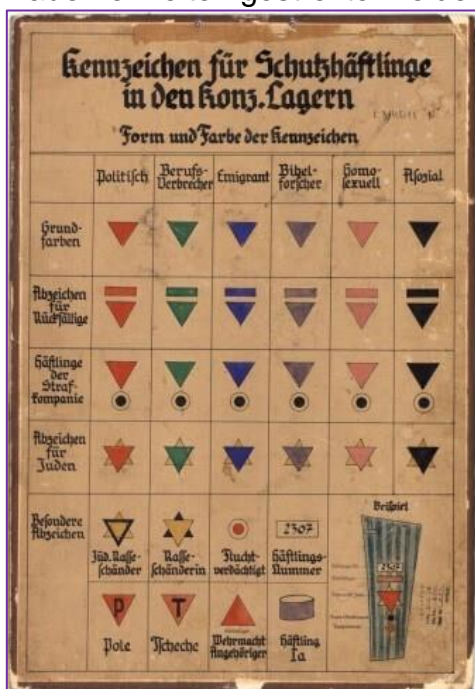 Kennzeichen für Schutzhäftlinge
in den Konz.Lagern
Form und Farbe der Kennzeichen
Politisch
Berufs-
Verbrecher
Emigrant
Bibel-
forscher
Homo-
sexuell
Asozial
Grund-
farben
Abzeichen
für
Rückfällige
Häftlinge
der
Straf-
kompanie
Abzeichen
für
Juden
Besondere
Abzeichen
Jüd. Rasse-
schänder
Rasse-
schänderin
Flucht-
verdächtigt
2307
Häftlings-
Nummer
Beispiel
2307
P
Pole
T
Tscheche
Wehrmacht
Angehöriger
Häftling
Ia